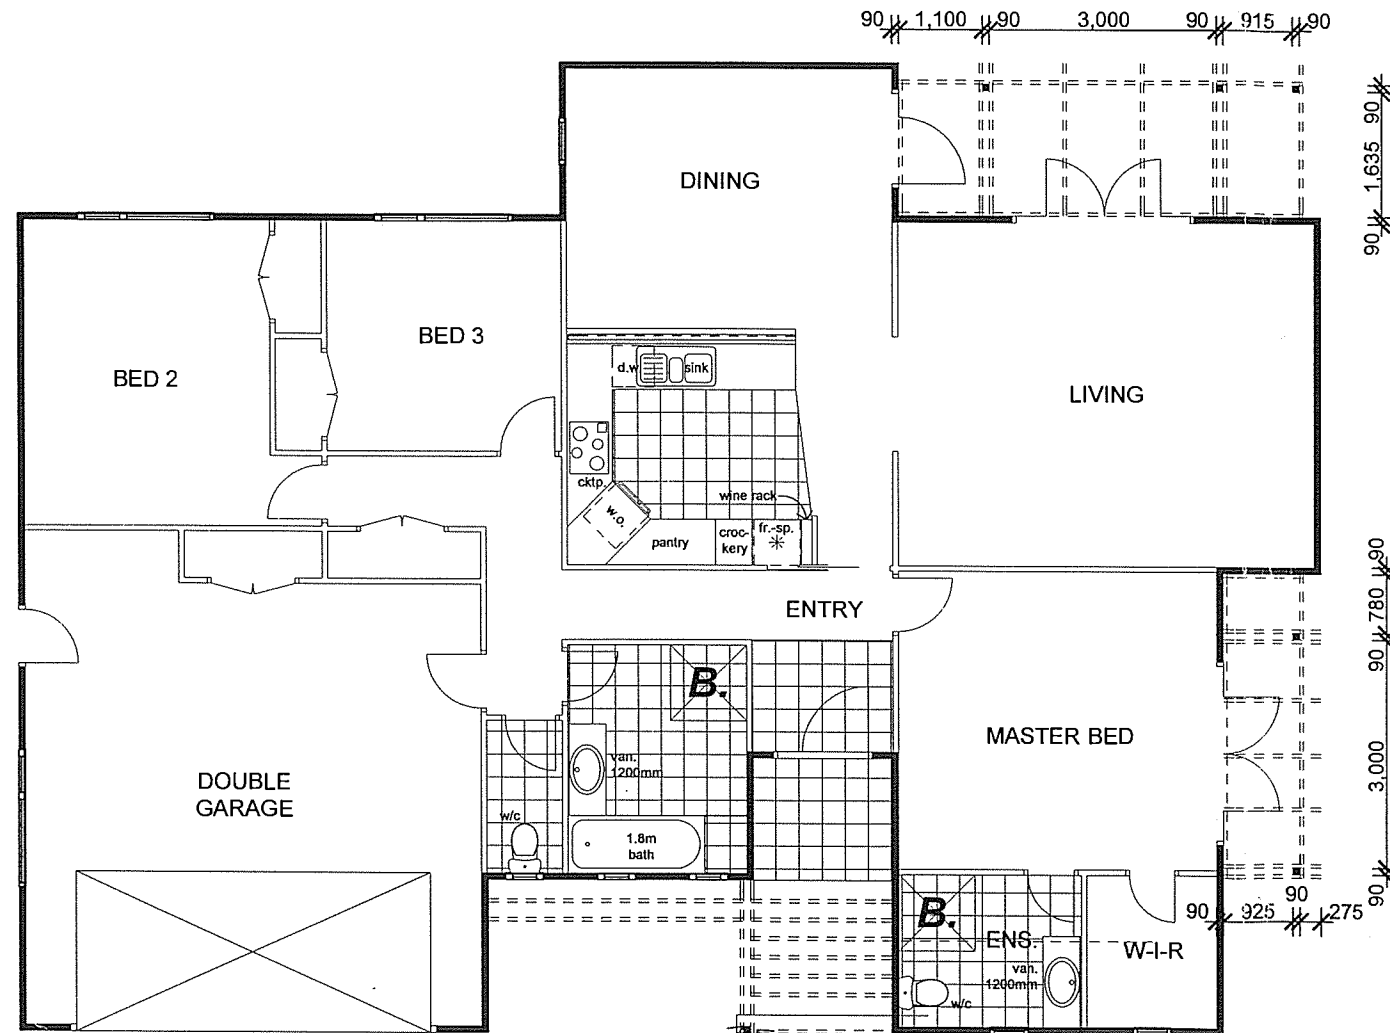 90 1,100 90 3,000 90 915 90
90
1,635
90
DINING
BED 3
BED 2
LIVING
d.w
sink
cktp.
w.o.
wine rack
pantry
croc-
kery
fr.-sp.
ENTRY
90
780
90
3,000
90
B.
MASTER BED
van.
1200mm
DOUBLE
GARAGE
w/c
1.8m
bath
B.
ENS.
W-I-R
van.
1200mm
w/c
90 925 90 275